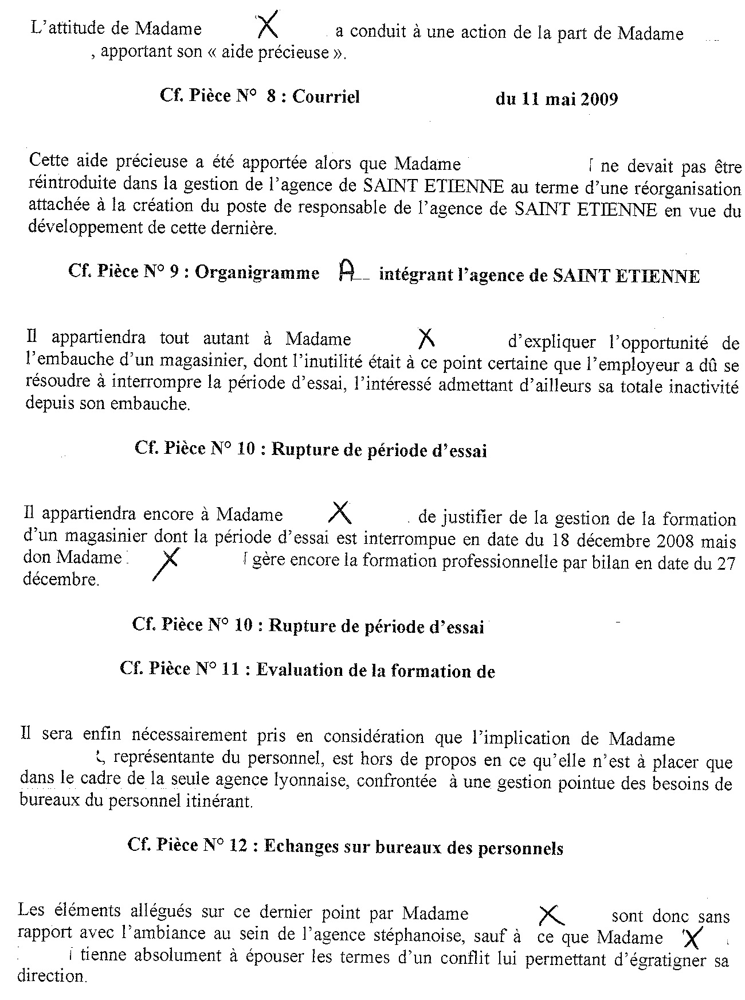 L'attitude de Madame X a conduit à une action de la part de Madame
, apportant son « aide précieuse ».
Cf. Pièce N° 8 : Courriel du 11 mai 2009
Cette aide précieuse a été apportée alors que Madame ne devait pas être
réintroduite dans la gestion de l'agence de SAINT ETIENNE au terme d'une réorganisation
attachée à la création du poste de responsable de l'agence de SAINT ETIENNE en vue du
développement de cette dernière.
Cf. Pièce N° 9 : Organigramme A intégrant l'agence de SAINT ETIENNE
Il appartiendra tout autant à Madame X d'expliquer l'opportunité de
l'embauche d'un magasinier, dont l'inutilité était à ce point certaine que l'employeur a dû se
résoudre à interrompre la période d'essai, l'intéressé admettant d'ailleurs sa totale inactivité
depuis son embauche.
Cf. Pièce N° 10 : Rupture de période d'essai
Il appartiendra encore à Madame X de justifier de la gestion de la formation
d'un magasinier dont la période d'essai est interrompue en date du 18 décembre 2008 mais
don Madame X gère encore la formation professionnelle par bilan en date du 27
décembre.
Cf. Pièce N° 10 : Rupture de période d'essai
Cf. Pièce N° 11 : Evaluation de la formation de
Il sera enfin nécessairement pris en considération que l'implication de Madame
, représentante du personnel, est hors de propos en ce qu'elle n'est à placer que
dans le cadre de la seule agence lyonnaise, confrontée à une gestion pointue des besoins de
bureaux du personnel itinérant.
Cf. Pièce N° 12 : Echanges sur bureaux des personnels
Les éléments allégués sur ce dernier point par Madame X sont donc sans
rapport avec l'ambiance au sein de l'agence stéphanoise, sauf à ce que Madame X
tienne absolument à épouser les termes d'un conflit lui permettant d'égratigner sa
direction.